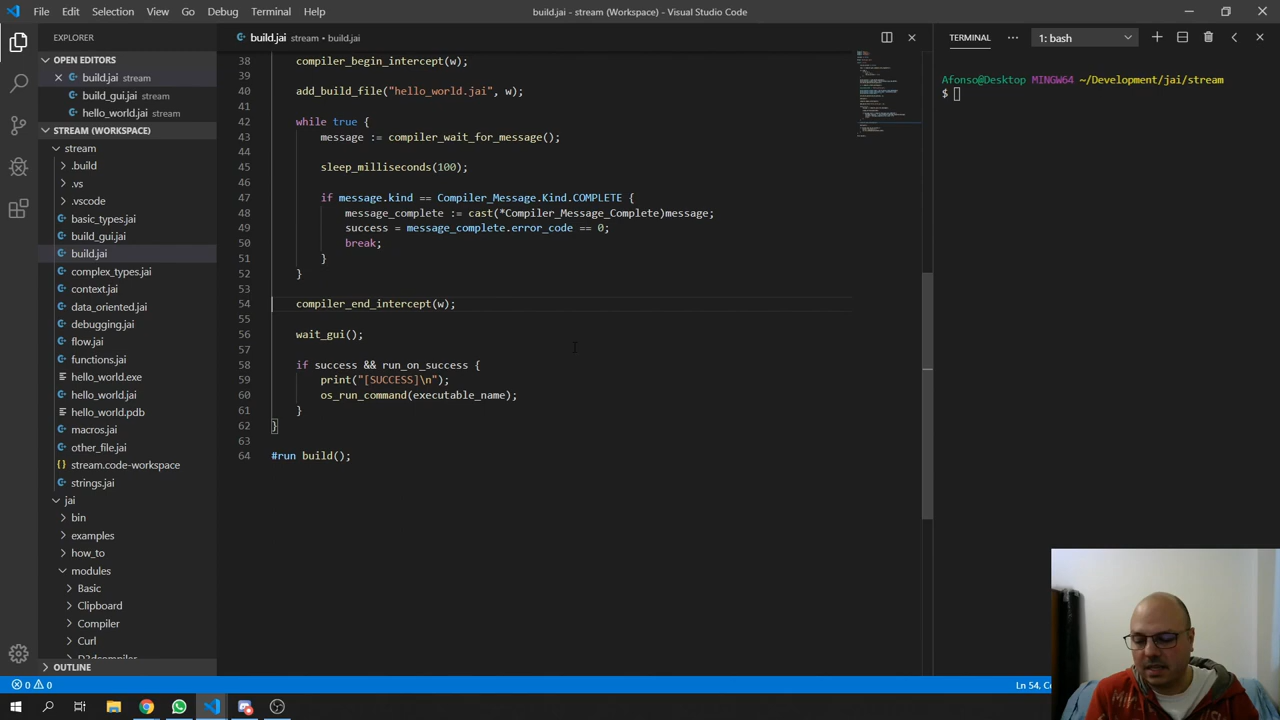 File Edit Selection View Go Debug Terminal Help
build.jai - stream (Workspace) - Visual Studio Code
EXPLORER
OPEN EDITORS
build.jai stream
build_gui.jai stream
hello_world.jai stream
STREAM (WORKSPACE)
stream
.build
.vs
.vscode
basic_types.jai
build_gui.jai
build.jai
complex_types.jai
context.jai
data_oriented.jai
debugging.jai
flow.jai
functions.jai
hello_world.exe
hello_world.jai
hello_world.pdb
macros.jai
other_file.jai
stream.code-workspace
strings.jai
jai
bin
examples
how_to
modules
Basic
Clipboard
Compiler
Curl
D3dcompiler
OUTLINE
build.jai stream › build.jai
38 compiler_begin_intercept(w);
39
40 add_build_file("hello_world.jai", w);
41
42 while true {
43 message := compiler_wait_for_message();
44
45 sleep_milliseconds(100);
46
47 if message.kind == Compiler_Message.Kind.COMPLETE {
48 message_complete := cast(*Compiler_Message_Complete)message;
49 success = message_complete.error_code == 0;
50 break;
51 }
52 }
53
54 compiler_end_intercept(w);
55
56 wait_gui();
57
58 if success && run_on_success {
59 print("[SUCCESS]\n");
60 os_run_command(executable_name);
61 }
62 }
63
64 #run build();
TERMINAL ··· 1: bash
Afonso@Desktop MINGW64 ~/Development/jai/stream
$
0 0
Ln 54,